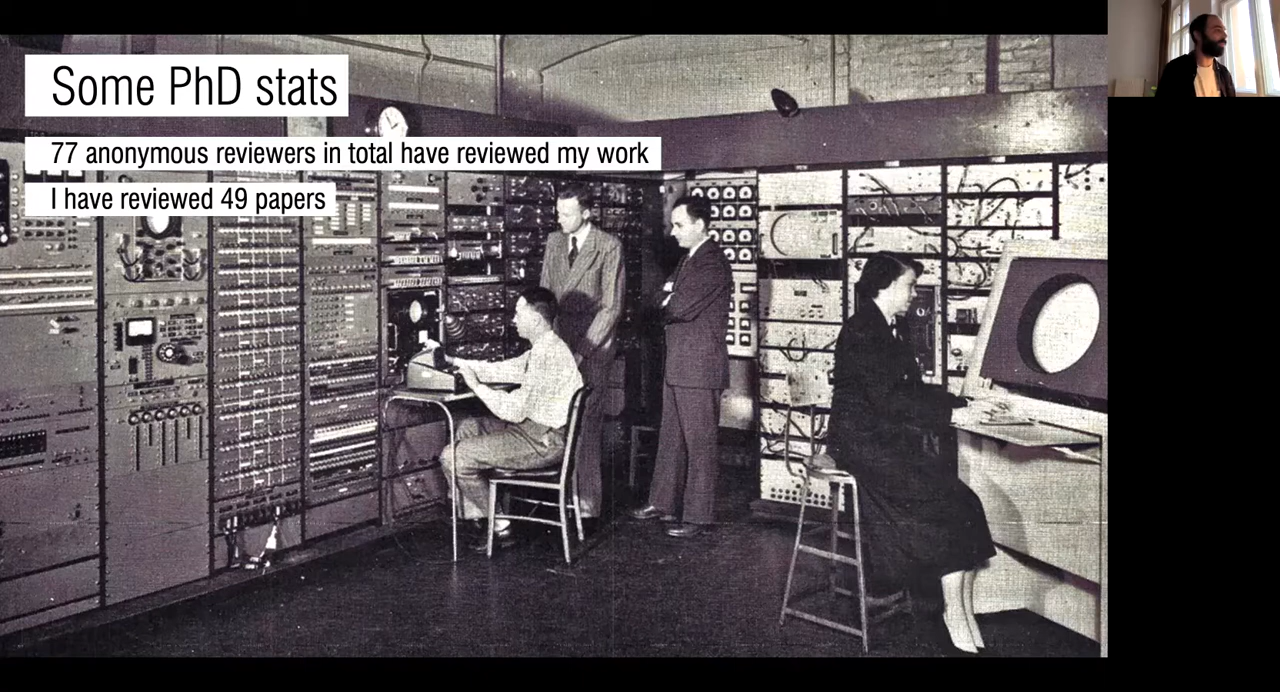 Some PhD stats
77 anonymous reviewers in total have reviewed my work
I have reviewed 49 papers